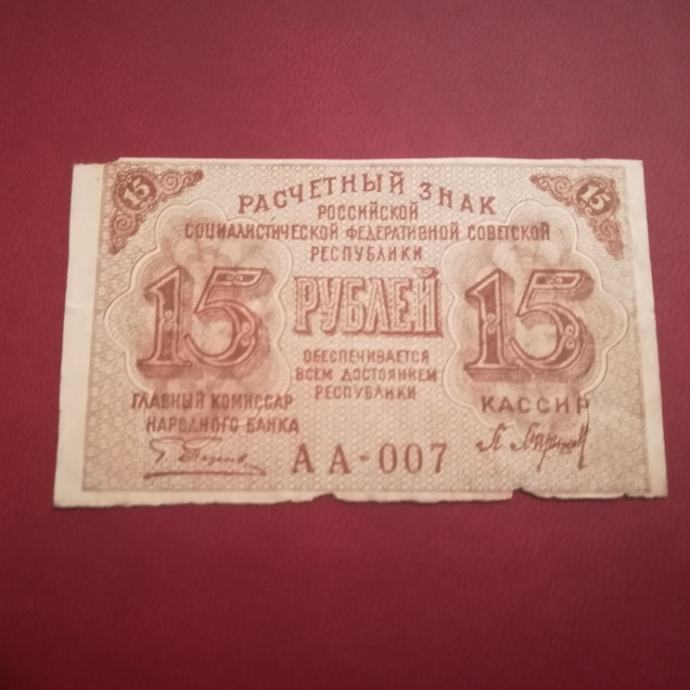 15
15
РАСЧЕТНЫЙ ЗНАК
РОССИЙСКОЙ
СОЦИАЛИСТИЧЕСКОЙ ФЕДЕРАТИВНОЙ СОВЕТСКОЙ
РЕСПУБЛИКИ
15 РУБЛЕЙ 15
ОБЕСПЕЧИВАЕТСЯ
ВСЕМ ДОСТОЯНИЕМ
РЕСПУБЛИКИ
ГЛАВНЫЙ КОМИССАР
НАРОДНОГО БАНКА
КАССИР
АА-007